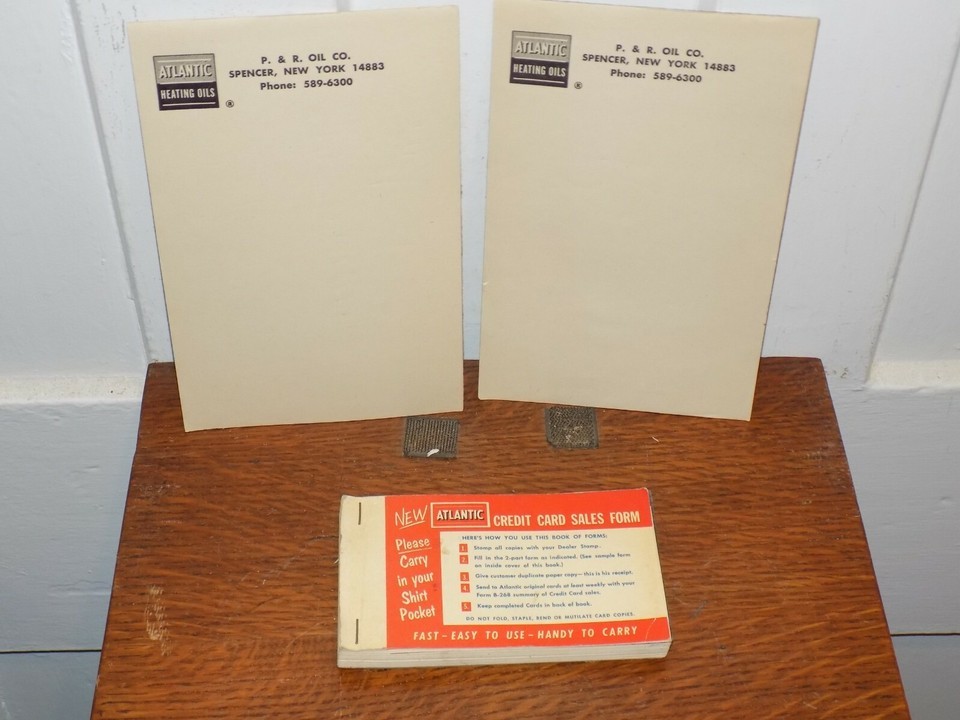 ATLANTIC
HEATING OILS
®
P. & R. OIL CO.
SPENCER, NEW YORK 14883
Phone: 589-6300
ATLANTIC
HEATING OILS
®
P. & R. OIL CO.
SPENCER, NEW YORK 14883
Phone: 589-6300
NEW ATLANTIC CREDIT CARD SALES FORM
Please
Carry
in your
Shirt
Pocket
HERE'S HOW YOU USE THIS BOOK OF FORMS:
1. Stamp all copies with your Dealer Stamp.
2. Fill in the 2-part form as indicated. (See sample form
on inside cover of this book.)
3. Give customer duplicate paper copy—this is his receipt.
4. Send to Atlantic original cards at least weekly with your
Form B-268 summary of Credit Card sales.
5. Keep completed Cards in back of book.
DO NOT FOLD, STAPLE, BEND OR MUTILATE CARD COPIES.
FAST - EASY TO USE - HANDY TO CARRY